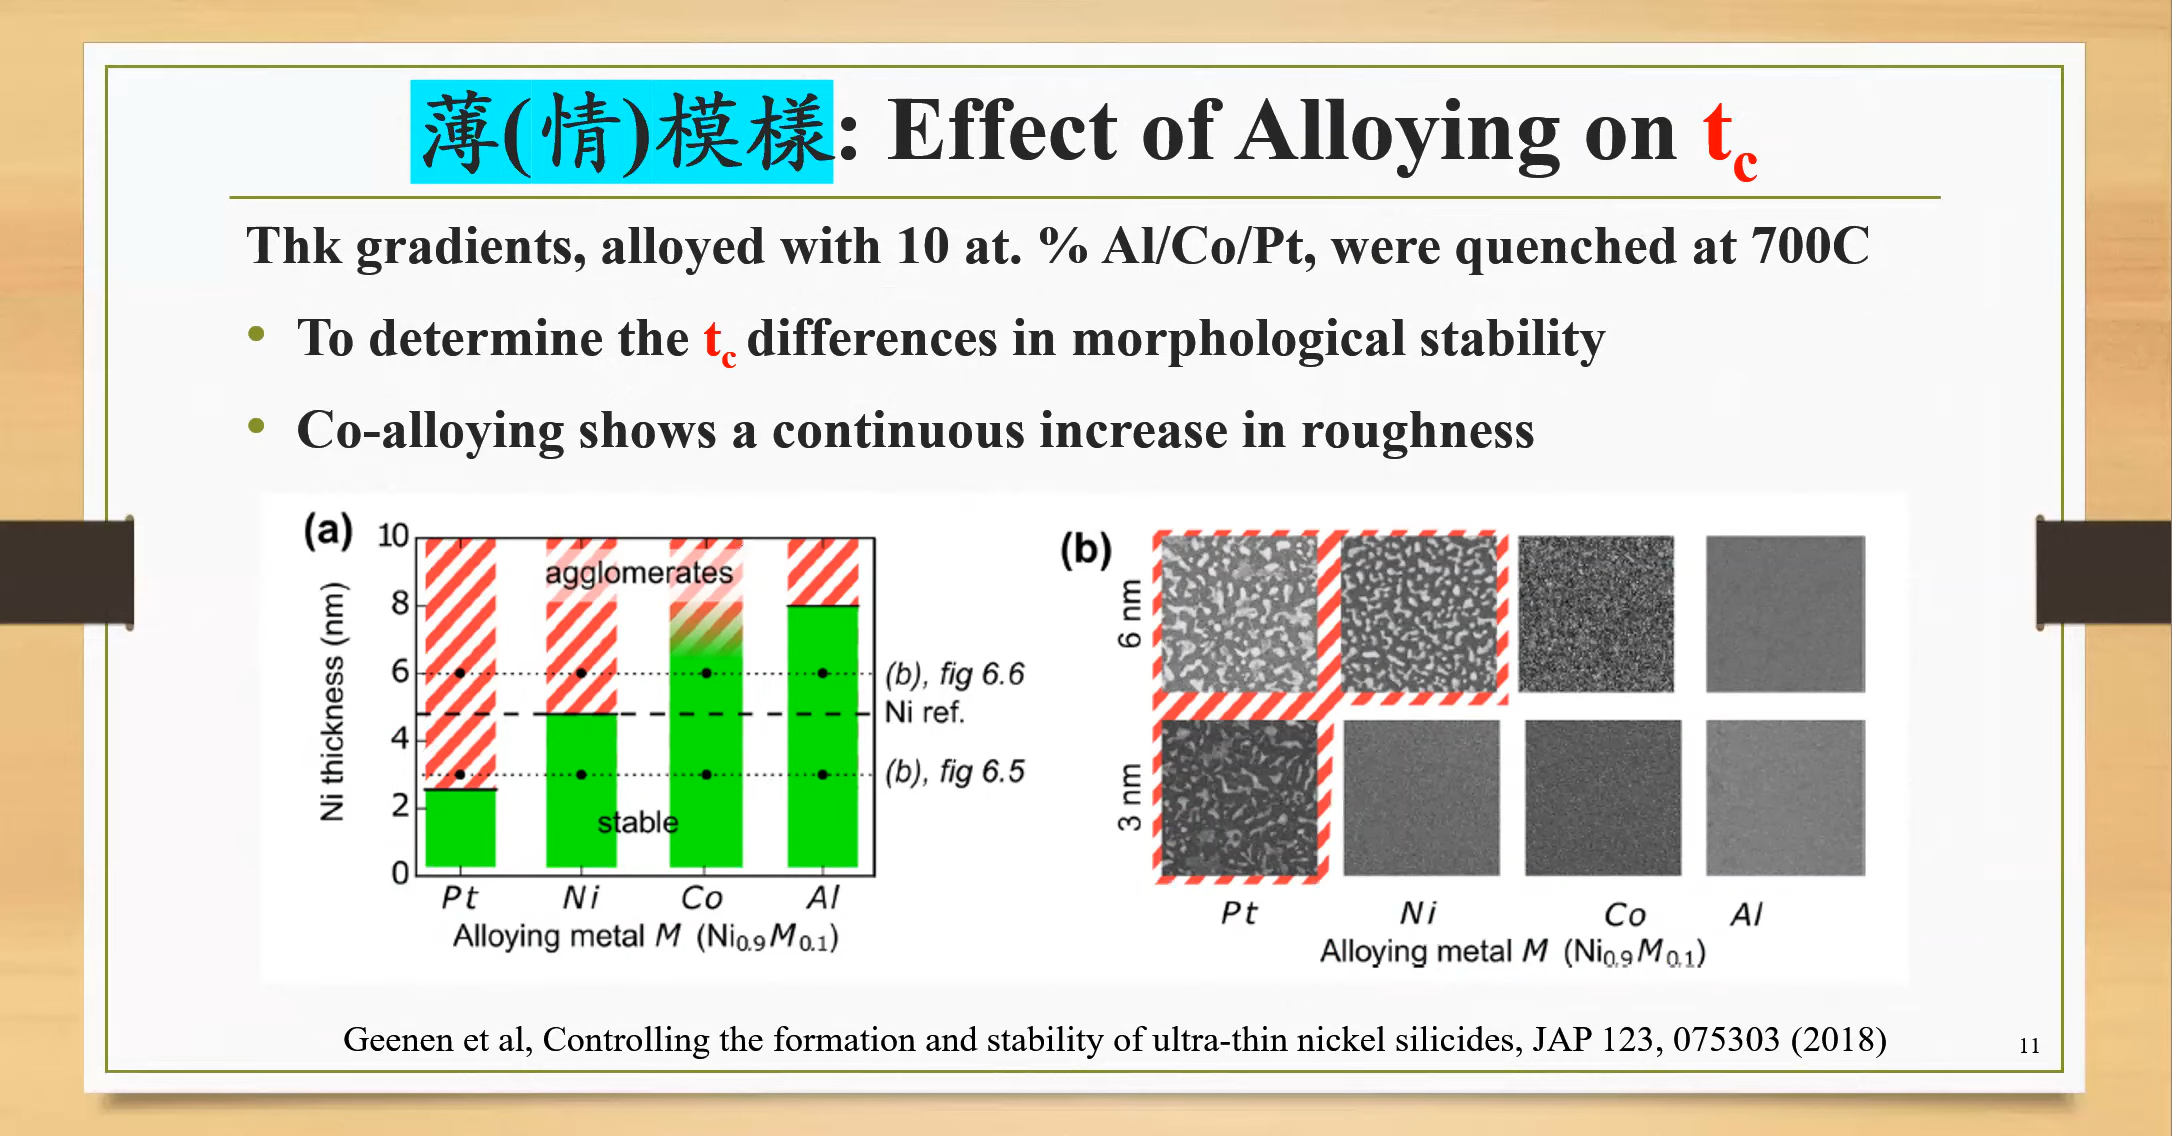 薄(情)模樣: Effect of Alloying on tc
Thk gradients, alloyed with 10 at. % Al/Co/Pt, were quenched at 700C
• To determine the tc differences in morphological stability
• Co-alloying shows a continuous increase in roughness
(a)
Ni thickness (nm)
10
8
6
4
2
0
agglomerates
stable
(b), fig 6.6
Ni ref.
(b), fig 6.5
Pt Ni Co Al
Alloying metal M (Ni0.9M0.1)
(b)
6 nm
3 nm
Pt Ni Co Al
Alloying metal M (Ni0.9M0.1)
Geenen et al, Controlling the formation and stability of ultra-thin nickel silicides, JAP 123, 075303 (2018)
11